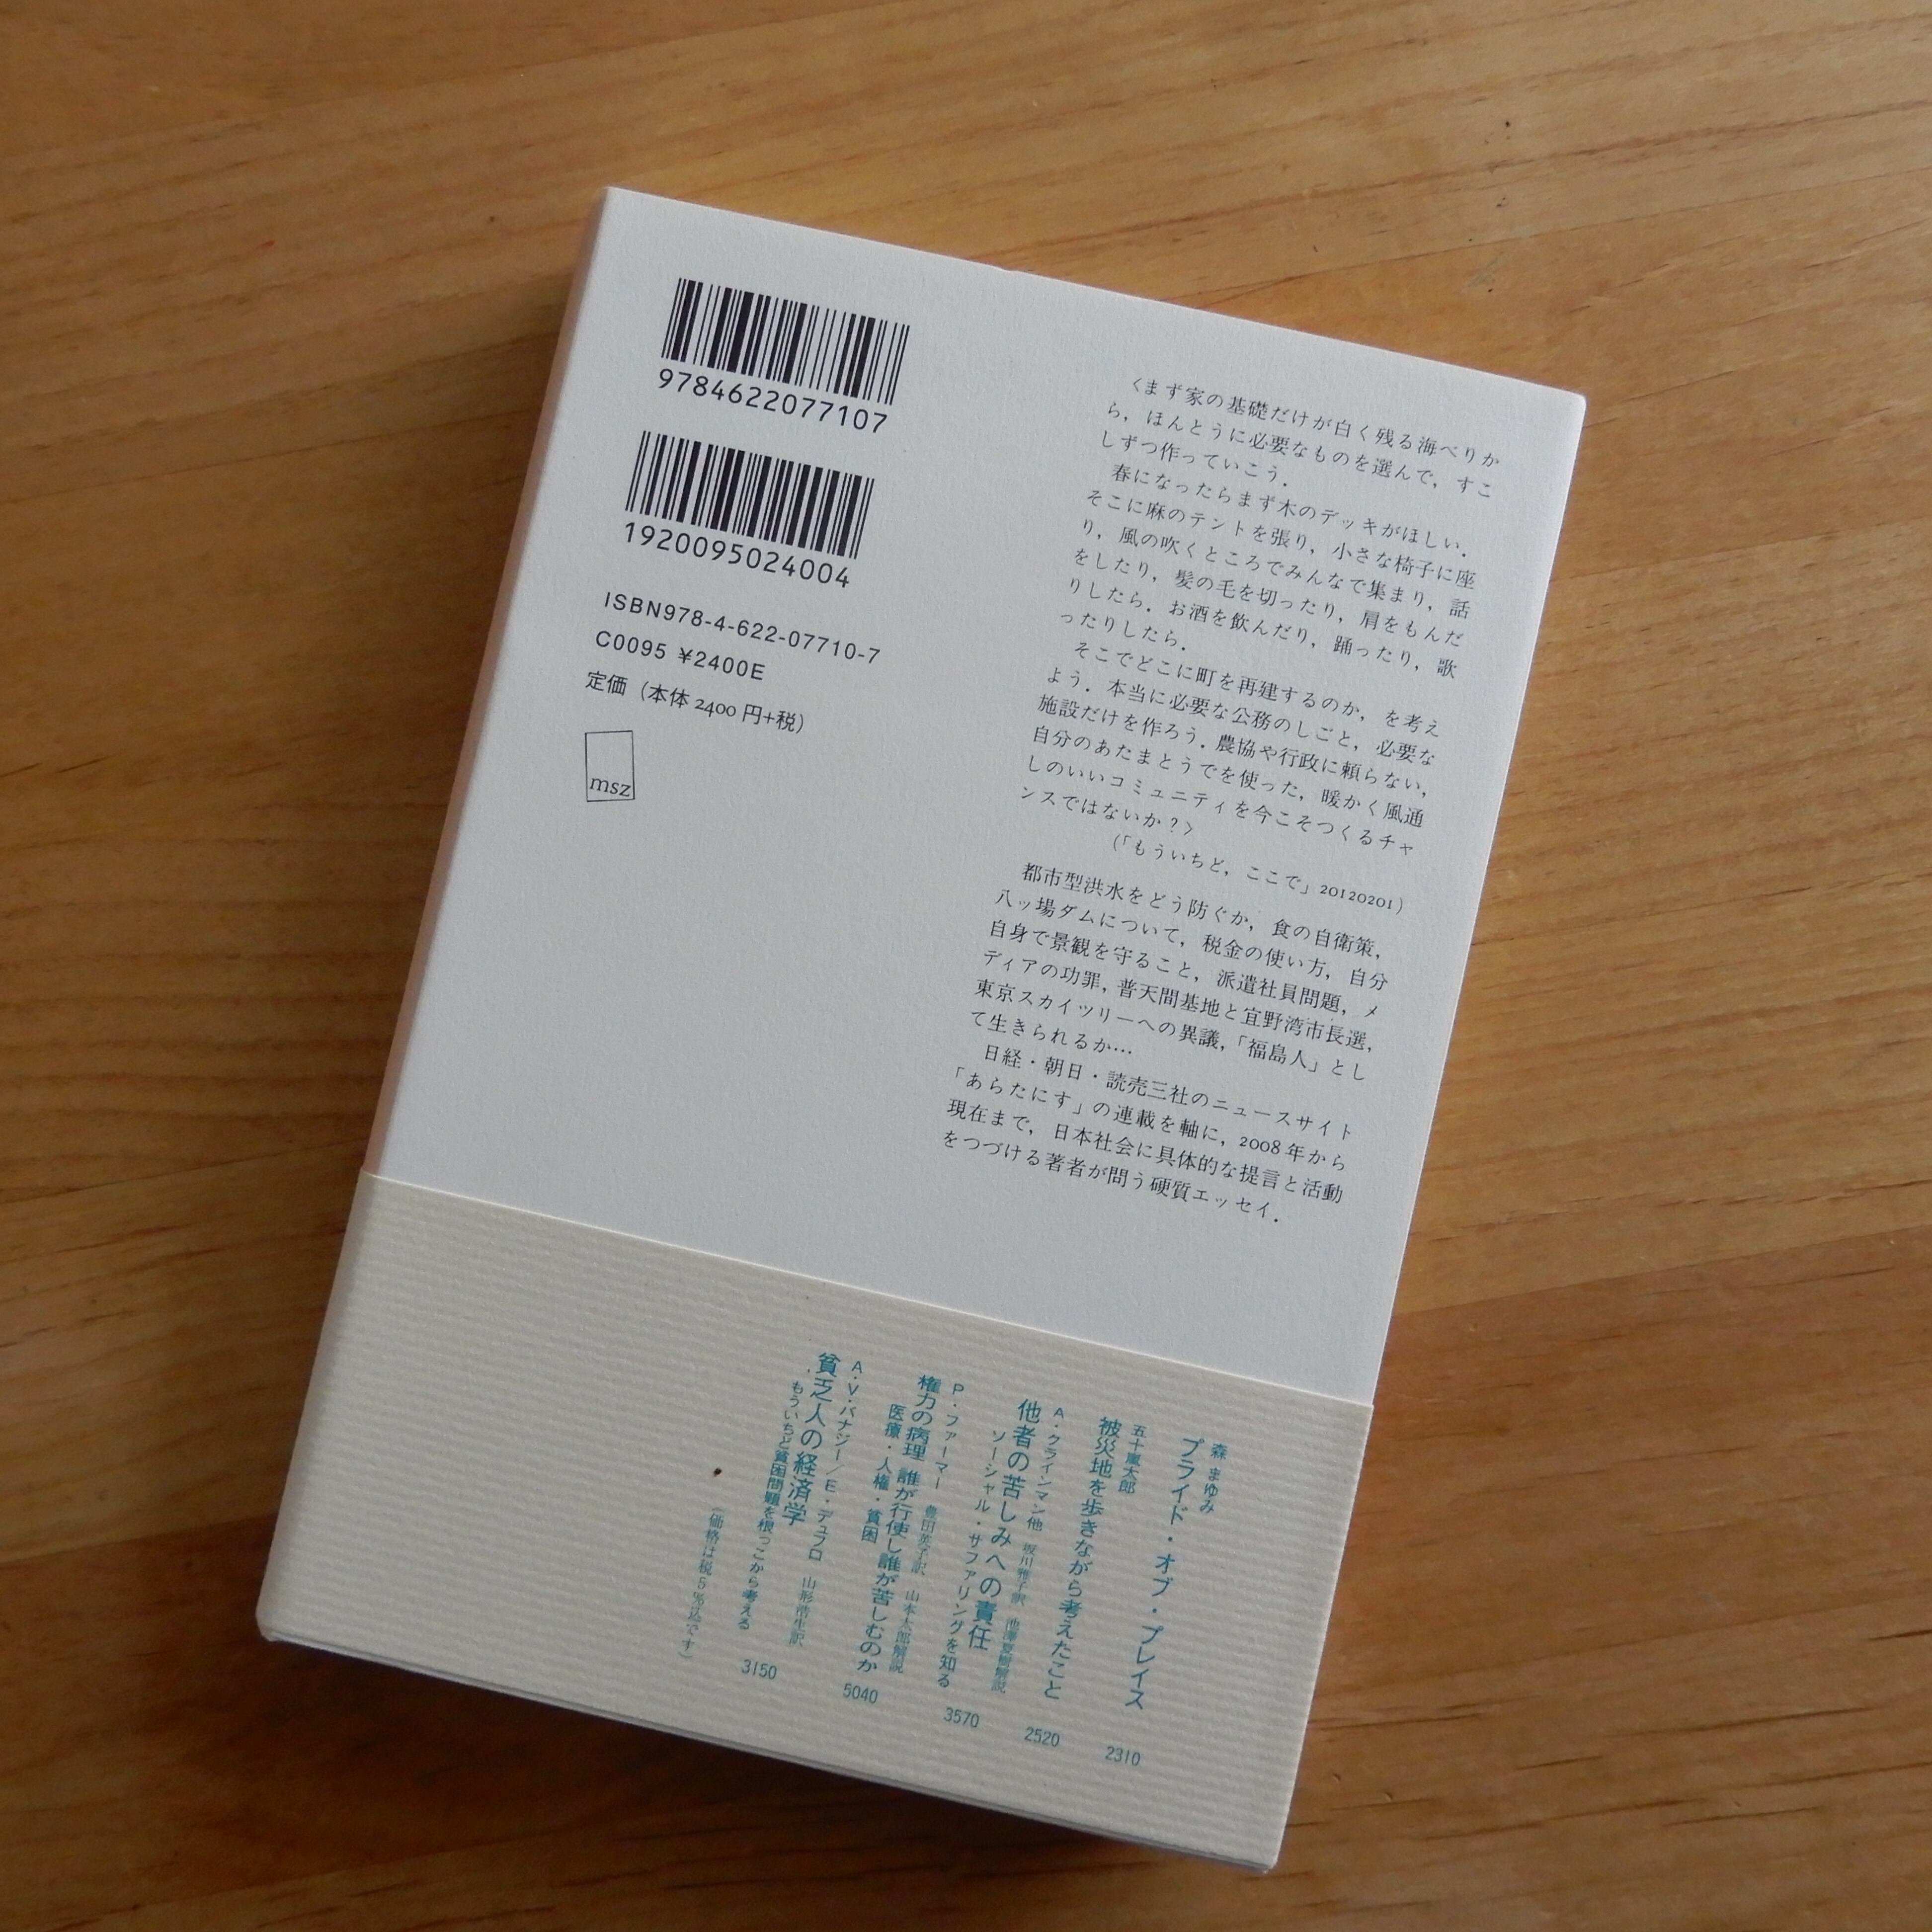 9784622077107
1920095024004
ISBN978-4-622-07710-7
C0095 ¥2400E
定価（本体 2400 円+税）
msz
〈まず家の基礎だけが白く残る海べりか
ら，ほんとうに必要なものを選んで，すこ
しずつ作っていこう．
春になったらまず木のデッキがほしい．
そこに麻のテントを張り，小さな椅子に座
り，風の吹くところでみんなで集まり，話
をしたり，髪の毛を切ったり，肩をもんだ
りしたら．お酒を飲んだり，踊ったり，歌
ったりしたら．
そこでどこに町を再建するのか，を考え
よう．本当に必要な公務のしごと，必要な
施設だけを作ろう．農協や行政に頼らない，
自分のあたまとうでを使った，暖かく風通
しのいいコミュニティを今こそつくるチャ
ンスではないか？〉
（「もういちど，ここで」20120201）
都市型洪水をどう防ぐか，食の自衛策，
八ッ場ダムについて，税金の使い方，自分
自身で景観を守ること，派遣社員問題，メ
ディアの功罪，普天間基地と宜野湾市長選，
東京スカイツリーへの異議，「福島人」とし
て生きられるか…
日経・朝日・読売三社のニュースサイト
「あらたにす」の連載を軸に，2008年から
現在まで，日本社会に具体的な提言と活動
をつづける著者が問う硬質エッセイ．
森 まゆみ
プライド・オブ・プレイス 2310
五十嵐太郎
被災地を歩きながら考えたこと 2520
A・クラインマン他 坂川雅子訳 池澤夏樹解説
他者の苦しみへの責任
ソーシャル・サファリングを知る 3570
P・ファーマー 豊田英子訳 山本太郎解説
権力の病理 誰が行使し誰が苦しむのか
医療・人権・貧困 5040
A・V・バナジー／E・デュフロ 山形浩生訳
貧乏人の経済学
もういちど貧困問題を根っこから考える 3150
（価格は税5%込です）